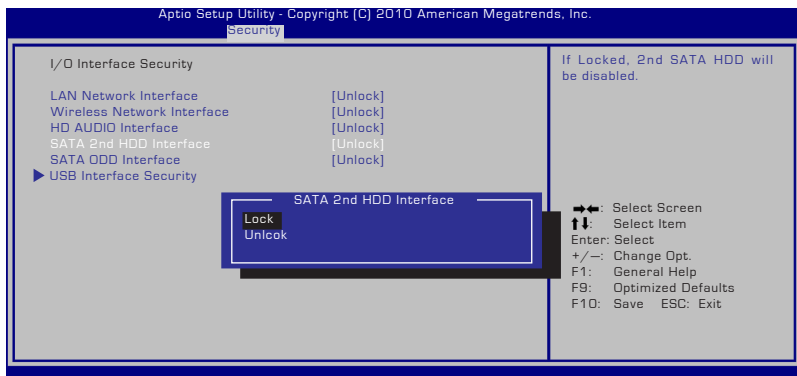 Aptio Setup Utility - Copyright (C) 2010 American Megatrends, Inc.
Security
I/O Interface Security
LAN Network Interface [Unlock]
Wireless Network Interface [Unlock]
HD AUDIO Interface [Unlock]
SATA 2nd HDD Interface [Unlock]
SATA ODD Interface [Unlock]
USB Interface Security
SATA 2nd HDD Interface
Lock
Unlcok
If Locked, 2nd SATA HDD will
be disabled.
→←: Select Screen
↑↓: Select Item
Enter: Select
+/—: Change Opt.
F1: General Help
F9: Optimized Defaults
F10: Save ESC: Exit